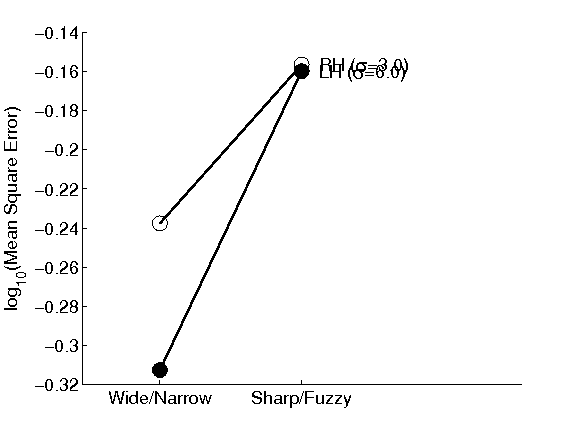 −0.14
−0.16
−0.18
−0.2
−0.22
−0.24
−0.26
−0.28
−0.3
−0.32
log10(Mean Square Error)
RH (σ=3.0)
LH (σ=6.0)
Wide/Narrow Sharp/Fuzzy